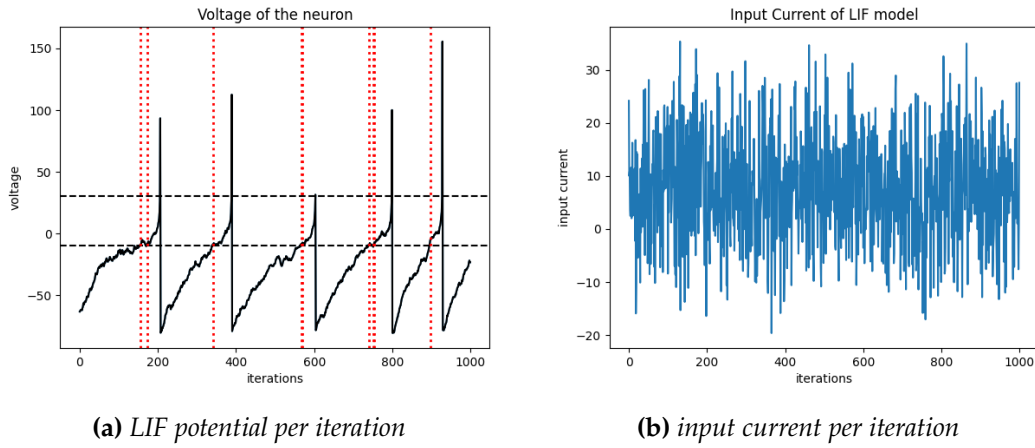 Voltage of the neuron
150
100
50
0
−50
voltage
0
200
400
600
800
1000
iterations
(a) LIF potential per iteration
Input Current of LIF model
30
20
10
0
−10
−20
input current
0
200
400
600
800
1000
iterations
(b) input current per iteration